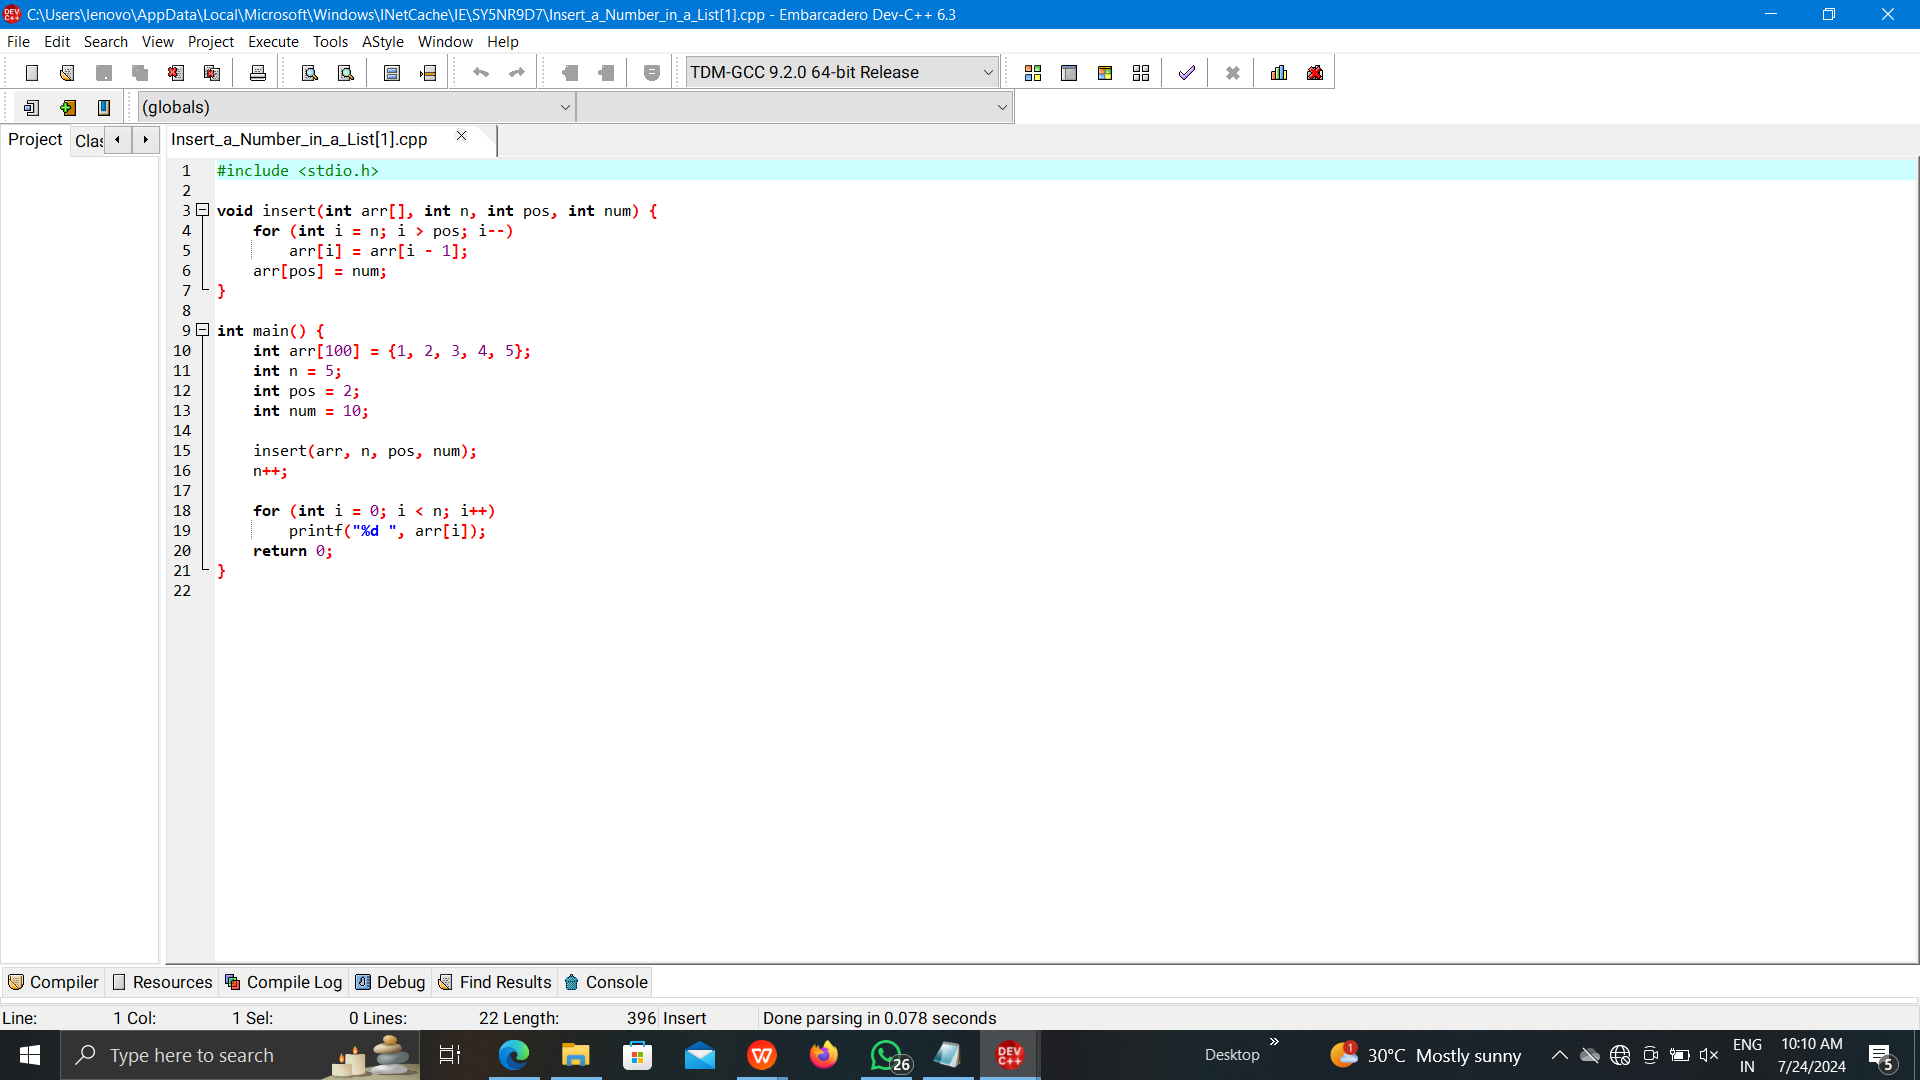 C:\Users\lenovo\AppData\Local\Microsoft\Windows\INetCache\IE\SY5NR9D7\Insert_a_Number_in_a_List[1].cpp - Embarcadero Dev-C++ 6.3
File Edit Search View Project Execute Tools AStyle Window Help
TDM-GCC 9.2.0 64-bit Release
(globals)
Project Clas Insert_a_Number_in_a_List[1].cpp
1 #include <stdio.h>
2
3 void insert(int arr[], int n, int pos, int num) {
4     for (int i = n; i > pos; i--)
5         arr[i] = arr[i - 1];
6     arr[pos] = num;
7 }
8
9 int main() {
10     int arr[100] = {1, 2, 3, 4, 5};
11     int n = 5;
12     int pos = 2;
13     int num = 10;
14
15     insert(arr, n, pos, num);
16     n++;
17
18     for (int i = 0; i < n; i++)
19         printf("%d ", arr[i]);
20     return 0;
21 }
22
Compiler Resources Compile Log Debug Find Results Console
Line: 1 Col: 1 Sel: 0 Lines: 22 Length: 396 Insert Done parsing in 0.078 seconds
Type here to search 26 DEV C++ Desktop » 1 30°C Mostly sunny ENG IN 10:10 AM 7/24/2024 5